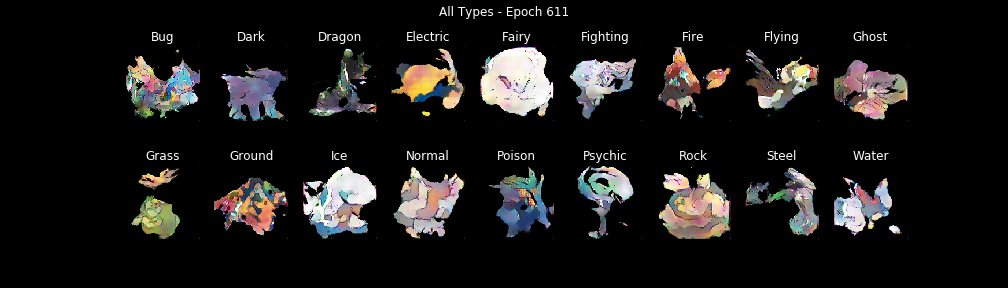 All Types - Epoch 611
Bug Dark Dragon Electric Fairy Fighting Fire Flying Ghost
Grass Ground Ice Normal Poison Psychic Rock Steel Water